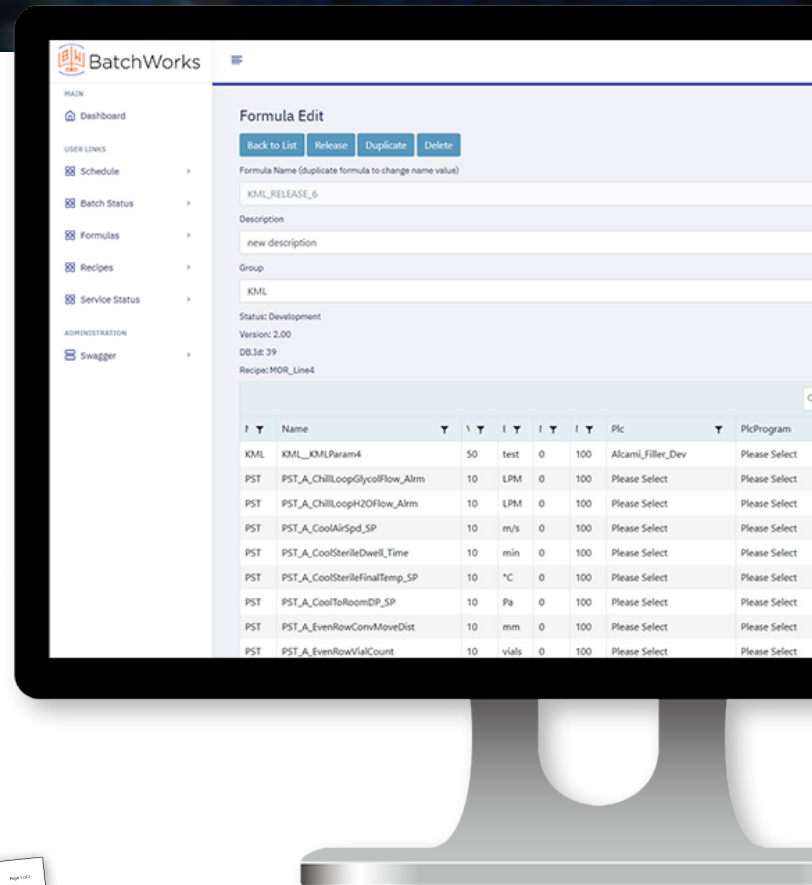 BW
BatchWorks
MAIN
Dashboard
USER LINKS
Schedule
Batch Status
Formulas
Recipes
Service Status
ADMINISTRATION
Swagger
Formula Edit
Back to List Release Duplicate Delete
Formula Name (duplicate formula to change name value)
KML_RELEASE_6
Description
new description
Group
KML
Status: Development
Version: 2.00
DB.Id: 39
Recipe: MOR_Line4
Name Plc PlcProgram
KML KML__KMLParam4 50 test 0 100 Alcami_Filler_Dev Please Select
PST PST_A_ChillLoopGlycolFlow_Alrm 10 LPM 0 100 Please Select Please Select
PST PST_A_ChillLoopH2OFlow_Alrm 10 LPM 0 100 Please Select Please Select
PST PST_A_CoolAirSpd_SP 10 m/s 0 100 Please Select Please Select
PST PST_A_CoolSterileDwell_Time 10 min 0 100 Please Select Please Select
PST PST_A_CoolSterileFinalTemp_SP 10 °C 0 100 Please Select Please Select
PST PST_A_CoolToRoomDP_SP 10 Pa 0 100 Please Select Please Select
PST PST_A_EvenRowConvMoveDist 10 mm 0 100 Please Select Please Select
PST PST_A_EvenRowVialCount 10 vials 0 100 Please Select Please Select
Page 1 of 2